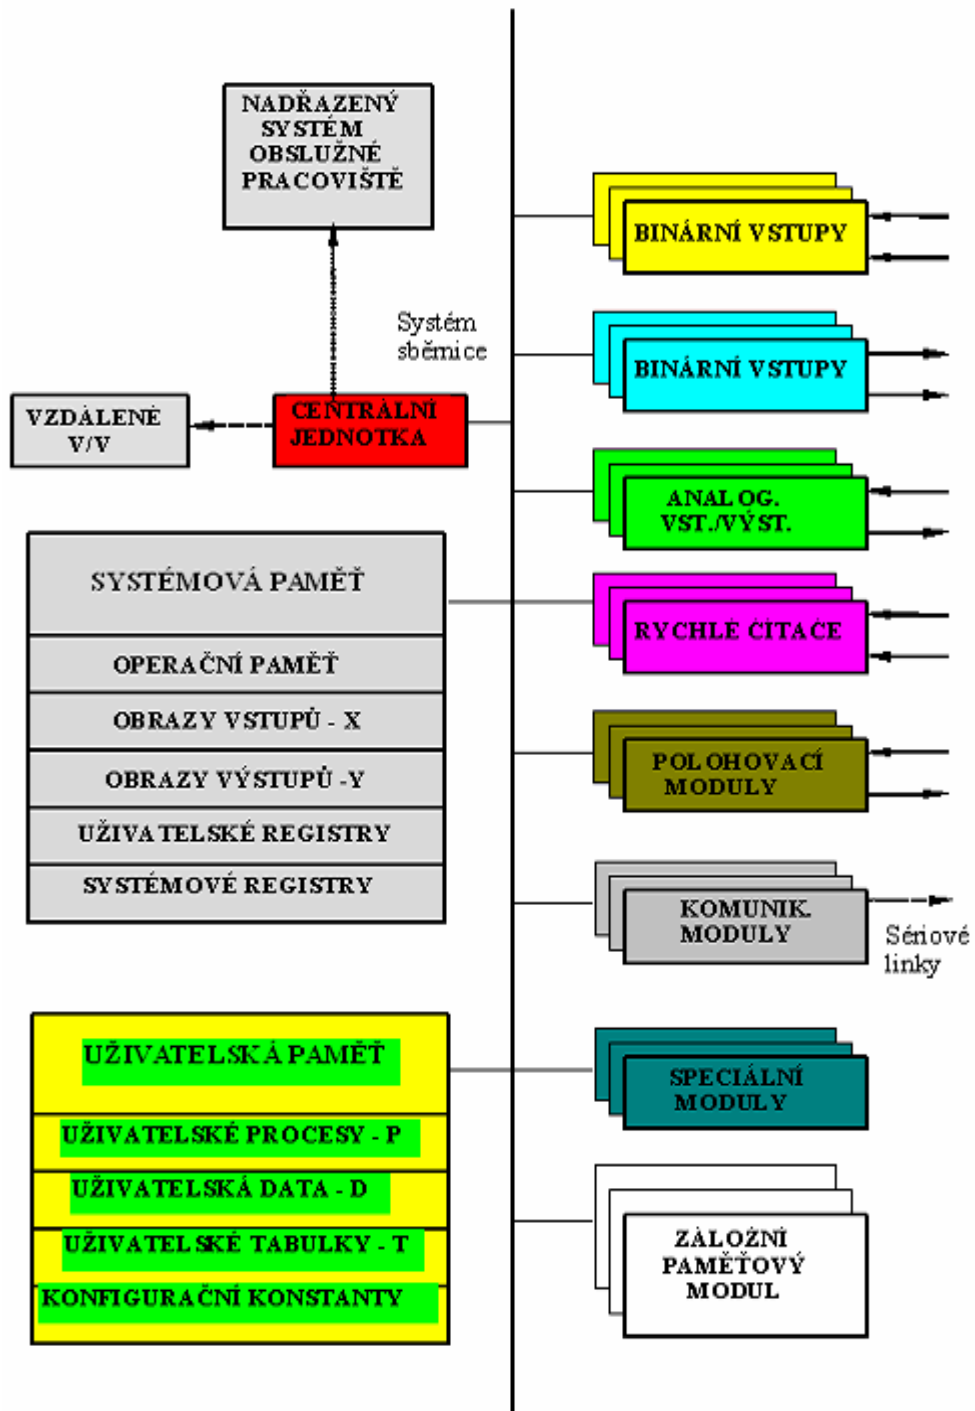 NADŘAZENÝ
SYSTÉM
OBSLUŽNÉ
PRACOVIŠTĚ
Systém
sběrnice
VZDÁLENÉ
V/V
CENTRÁLNÍ
JEDNOTKA
SYSTÉMOVÁ PAMĚŤ
OPERAČNÍ PAMĚŤ
OBRAZY VSTUPŮ - X
OBRAZY VÝSTUPŮ -Y
UŽIVATELSKÉ REGISTRY
SYSTÉMOVÉ REGISTRY
UŽIVATELSKÁ PAMĚŤ
UŽIVATELSKÉ PROCESY - P
UŽIVATELSKÁ DATA - D
UŽIVATELSKÉ TABULKY - T
KONFIGURAČNÍ KONSTANTY
BINÁRNÍ VSTUPY
BINÁRNÍ VSTUPY
ANALOG.
VST./VÝST.
RYCHLÉ ČÍTAČE
POLOHOVACÍ
MODULY
KOMUNIK.
MODULY
Sériové
linky
SPECIÁLNÍ
MODULY
ZÁLOŽNÍ
PAMĚŤOVÝ
MODUL